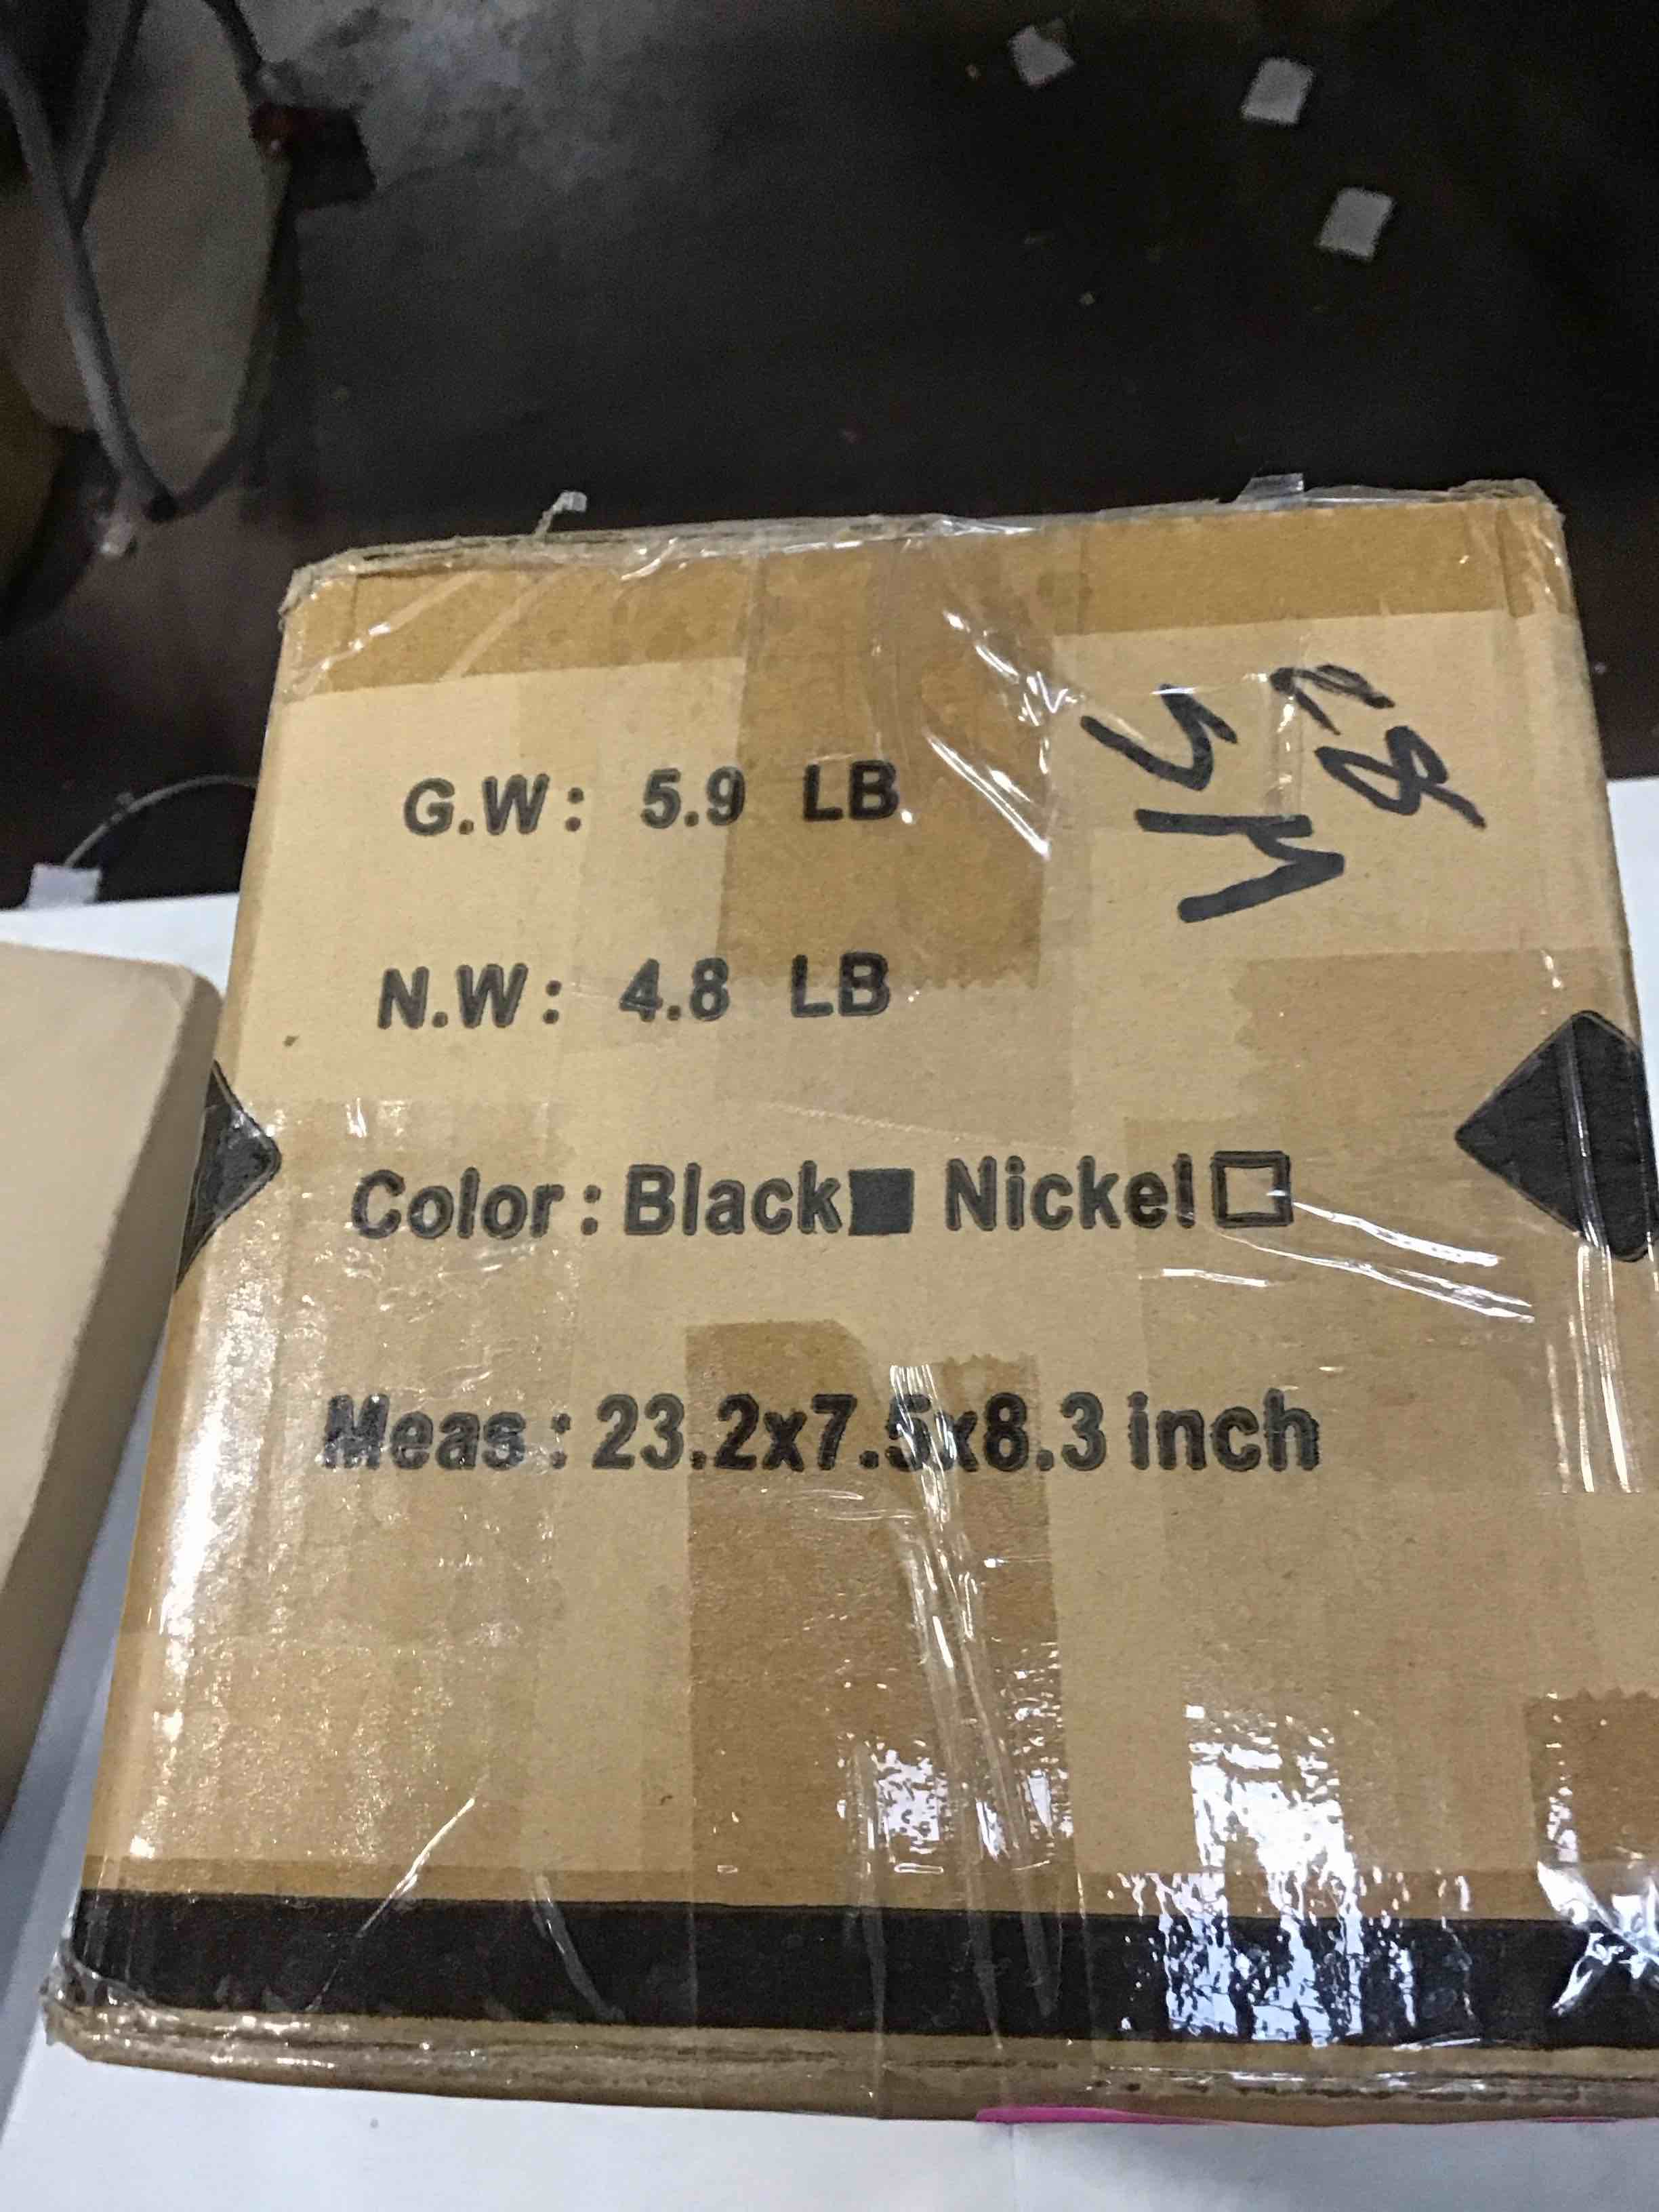 G.W: 5.9 LB
N.W: 4.8 LB
Color: Black■ Nickel□
Meas: 23.2x7.5x8.3 inch